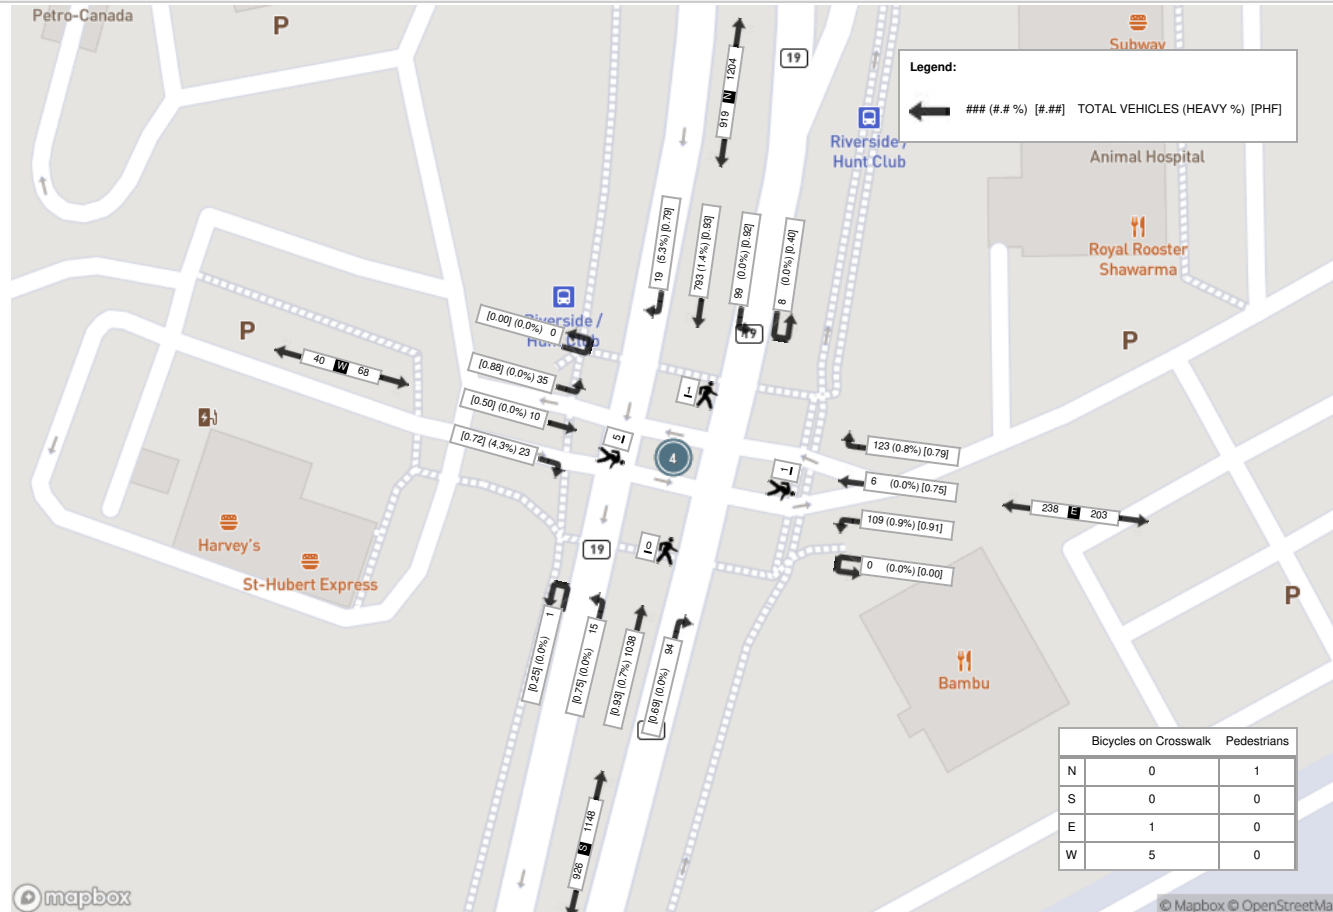 Petro-Canada
P
19
Subway
Legend:
### (#.# %) [#.##] TOTAL VEHICLES (HEAVY %) [PHF]
Riverside /
Hunt Club
Animal Hospital
Royal Rooster
Shawarma
919 N 1204
19 (5.3%) [0.79]
793 (1.4%) [0.93]
99 (0.0%) [0.92]
8 (0.0%) [0.40]
Riverside /
Hunt Club
19
[0.00] (0.0%) 0
[0.88] (0.0%) 35
[0.50] (0.0%) 10
[0.72] (4.3%) 23
P
40 W 68
P
1
5
4
1
0
123 (0.8%) [0.79]
6 (0.0%) [0.75]
109 (0.9%) [0.91]
0 (0.0%) [0.00]
238 E 203
Harvey's
St-Hubert Express
19
P
Bambu
[0.25] (0.0%) 1
[0.75] (0.0%) 15
[0.93] (0.7%) 1038
[0.69] (0.0%) 94
926 S 1148
Bicycles on Crosswalk Pedestrians
N 0 1
S 0 0
E 1 0
W 5 0
mapbox
© Mapbox © OpenStreetMa